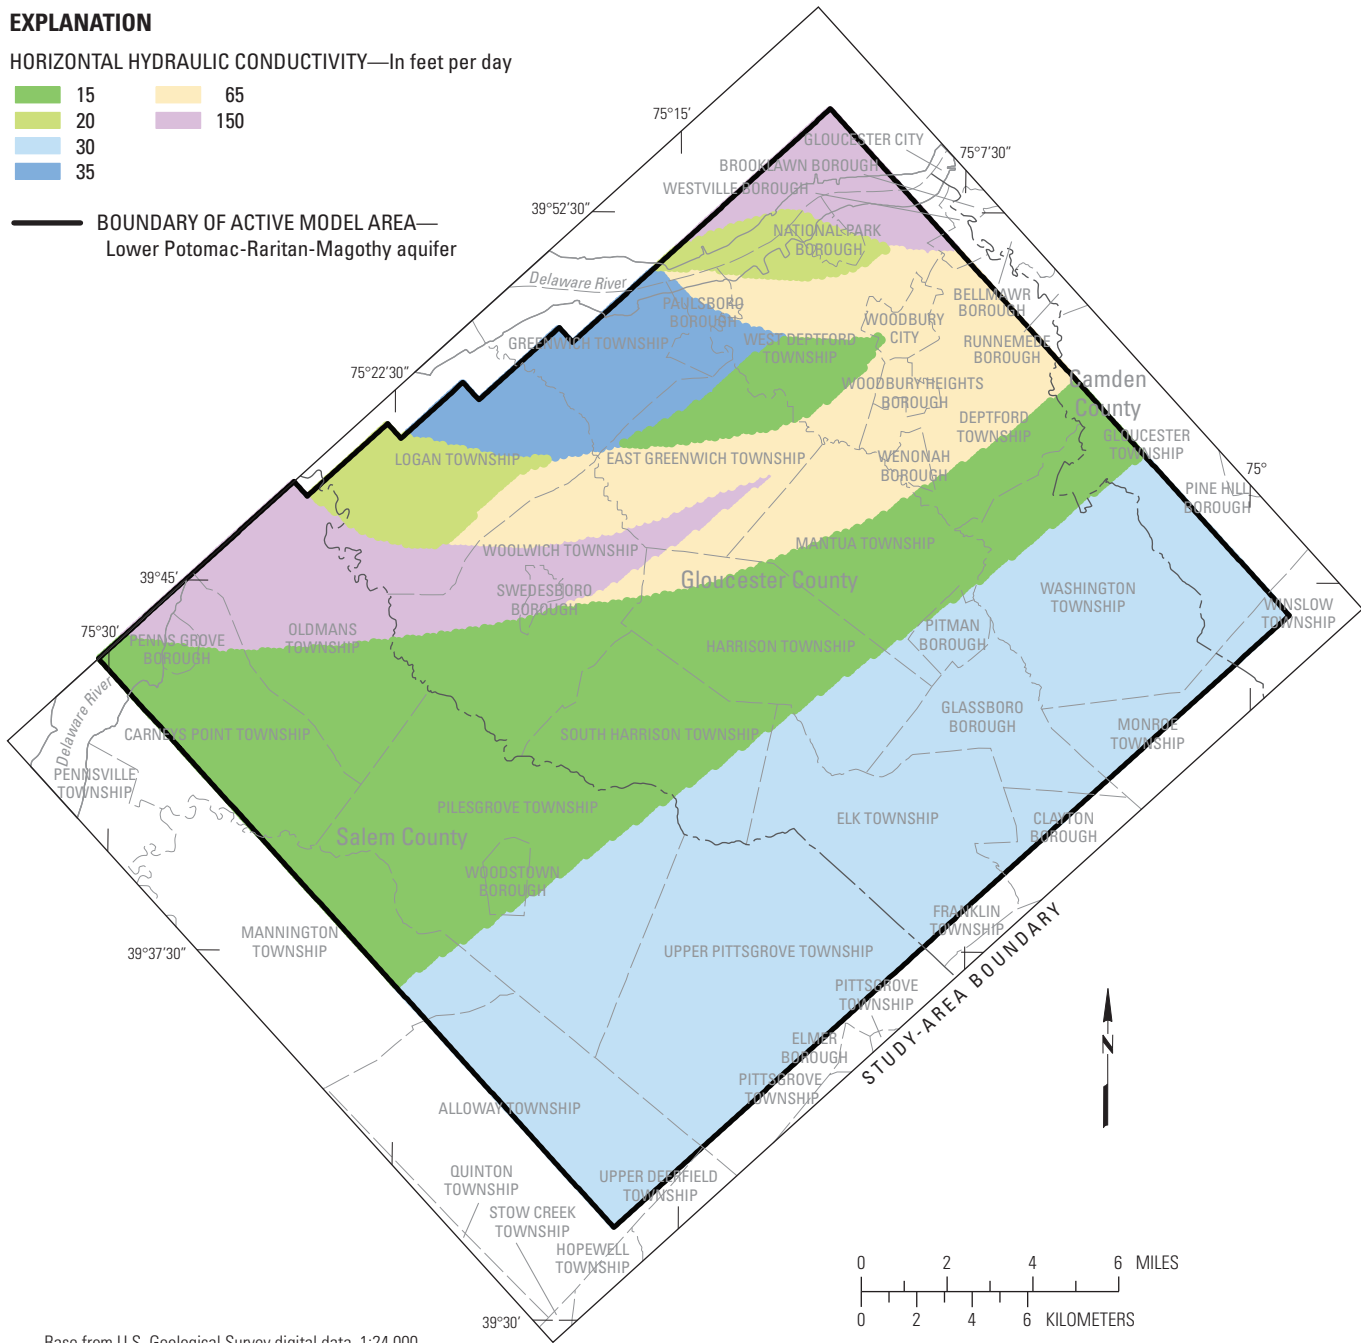 EXPLANATION
HORIZONTAL HYDRAULIC CONDUCTIVITY—In feet per day
15
65
20
150
30
35
BOUNDARY OF ACTIVE MODEL AREA—
Lower Potomac-Raritan-Magothy aquifer
75°15′
GLOUCESTER CITY
75°7′30″
BROOKLAWN BOROUGH
WESTVILLE BOROUGH
39°52′30″
NATIONAL PARK
BOROUGH
Delaware River
PAULSBORO
BOROUGH
BELLMAWR
BOROUGH
WOODBURY
CITY
GREENWICH TOWNSHIP
WEST DEPTFORD
TOWNSHIP
RUNNEMEDE
BOROUGH
75°22′30″
WOODBURY HEIGHTS
BOROUGH
Camden
County
DEPTFORD
TOWNSHIP
GLOUCESTER
TOWNSHIP
LOGAN TOWNSHIP
EAST GREENWICH TOWNSHIP
WENONAH
BOROUGH
75°
PINE HILL
BOROUGH
WOOLWICH TOWNSHIP
MANTUA TOWNSHIP
39°45′
Gloucester County
SWEDESBORO
BOROUGH
WASHINGTON
TOWNSHIP
WINSLOW
TOWNSHIP
75°30′
PENNS GROVE
BOROUGH
OLDMANS
TOWNSHIP
HARRISON TOWNSHIP
PITMAN
BOROUGH
Delaware River
CARNEYS POINT TOWNSHIP
SOUTH HARRISON TOWNSHIP
GLASSBORO
BOROUGH
MONROE
TOWNSHIP
PENNSVILLE
TOWNSHIP
PILESGROVE TOWNSHIP
ELK TOWNSHIP
CLAYTON
BOROUGH
Salem County
WOODSTOWN
BOROUGH
FRANKLIN
TOWNSHIP
MANNINGTON
TOWNSHIP
39°37′30″
UPPER PITTSGROVE TOWNSHIP
PITTSGROVE
TOWNSHIP
STUDY-AREA BOUNDARY
N
ELMER
BOROUGH
PITTSGROVE
TOWNSHIP
ALLOWAY TOWNSHIP
QUINTON
TOWNSHIP
UPPER DEERFIELD
TOWNSHIP
STOW CREEK
TOWNSHIP
HOPEWELL
TOWNSHIP
0 2 4 6 MILES
0 2 4 6 KILOMETERS
39°30′
Base from U.S. Geological Survey digital data, 1:24,000